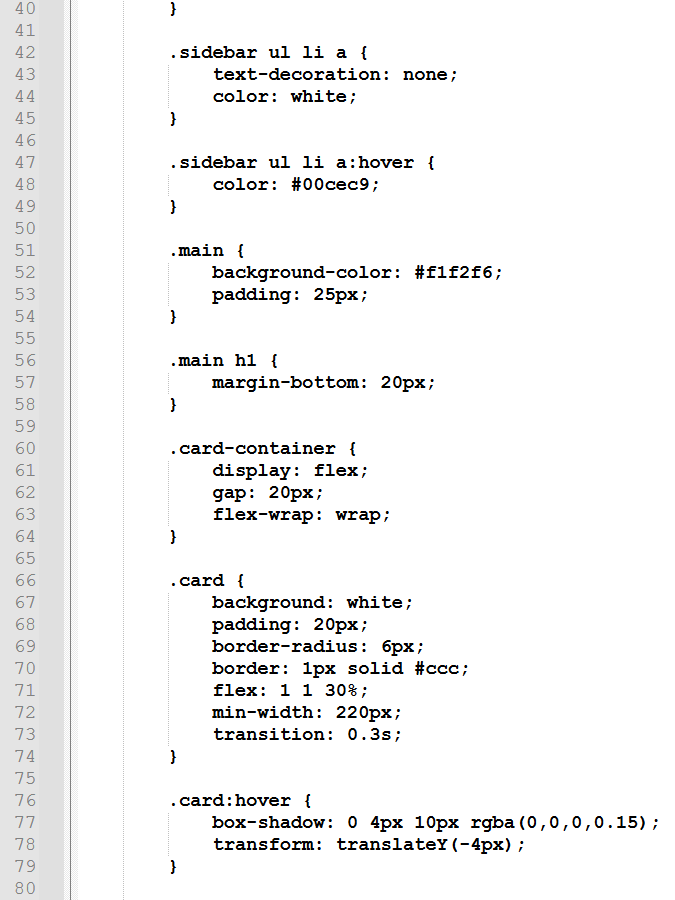 40 }
41
42 .sidebar ul li a {
43 text-decoration: none;
44 color: white;
45 }
46
47 .sidebar ul li a:hover {
48 color: #00cec9;
49 }
50
51 .main {
52 background-color: #f1f2f6;
53 padding: 25px;
54 }
55
56 .main h1 {
57 margin-bottom: 20px;
58 }
59
60 .card-container {
61 display: flex;
62 gap: 20px;
63 flex-wrap: wrap;
64 }
65
66 .card {
67 background: white;
68 padding: 20px;
69 border-radius: 6px;
70 border: 1px solid #ccc;
71 flex: 1 1 30%;
72 min-width: 220px;
73 transition: 0.3s;
74 }
75
76 .card:hover {
77 box-shadow: 0 4px 10px rgba(0,0,0,0.15);
78 transform: translateY(-4px);
79 }
80